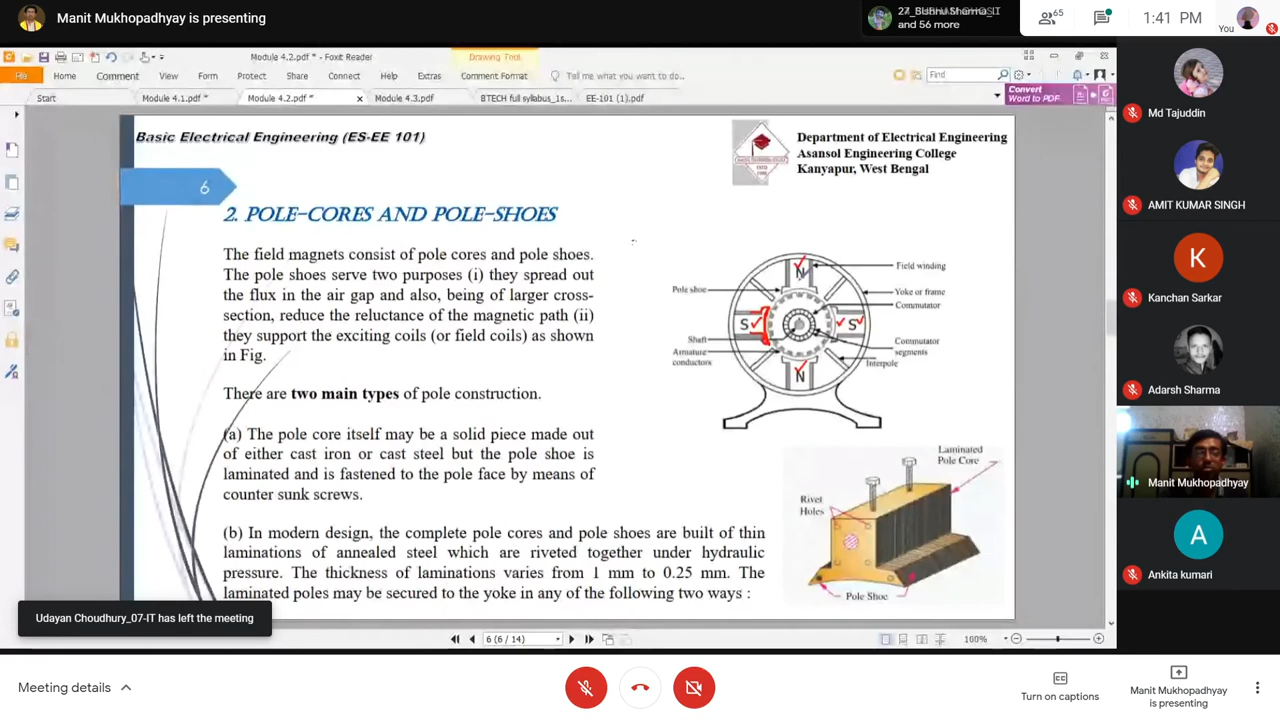 Manit Mukhopadhyay is presenting
and 56 more
65
1:41 PM
You
Module 4.2.pdf * - Foxit Reader
Drawing Tool
File
Home
Comment
View
Form
Protect
Share
Connect
Help
Extras
Comment Format
Tell me what you want to do..
Find
Start
Module 4.1.pdf *
Module 4.2.pdf *
Module 4.3.pdf
BTECH full syllabus_1s...
EE-101 (1).pdf
Convert
Word to PDF
Basic Electrical Engineering (ES-EE 101)
Department of Electrical Engineering
Asansol Engineering College
Kanyapur, West Bengal
6
2. POLE-CORES AND POLE-SHOES
The field magnets consist of pole cores and pole shoes.
The pole shoes serve two purposes (i) they spread out
the flux in the air gap and also, being of larger cross-
section, reduce the reluctance of the magnetic path (ii)
they support the exciting coils (or field coils) as shown
in Fig.
There are two main types of pole construction.
(a) The pole core itself may be a solid piece made out
of either cast iron or cast steel but the pole shoe is
laminated and is fastened to the pole face by means of
counter sunk screws.
(b) In modern design, the complete pole cores and pole shoes are built of thin
laminations of annealed steel which are riveted together under hydraulic
pressure. The thickness of laminations varies from 1 mm to 0.25 mm. The
laminated poles may be secured to the yoke in any of the following two ways :
N
Field winding
Pole shoe
Yoke or frame
Commutator
S
S
Shaft
Commutator
segments
Armature
conductors
Interpole
N
Laminated
Pole Core
Rivet
Holes
Pole Shoe
6 (6 / 14)
100%
Udayan Choudhury_07-IT has left the meeting
Md Tajuddin
AMIT KUMAR SINGH
K
Kanchan Sarkar
Adarsh Sharma
Manit Mukhopadhyay
A
Ankita kumari
Meeting details
Turn on captions
Manit Mukhopadhyay
is presenting